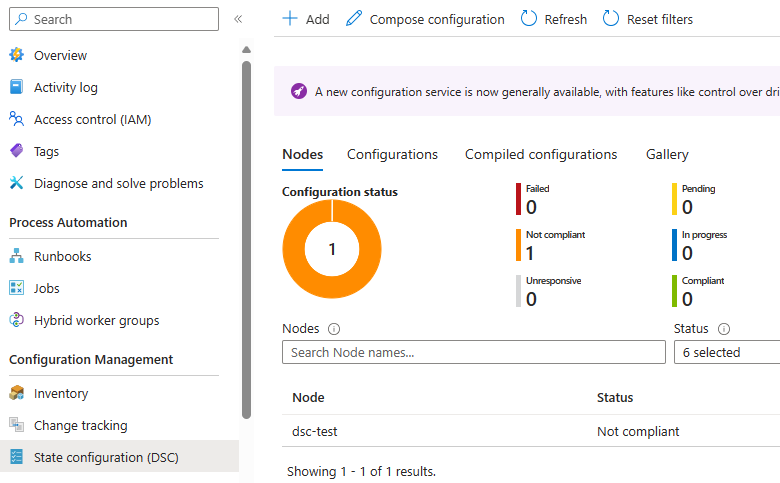 Search
«
Overview
Activity log
Access control (IAM)
Tags
Diagnose and solve problems
Process Automation
Runbooks
Jobs
Hybrid worker groups
Configuration Management
Inventory
Change tracking
State configuration (DSC)
Add Compose configuration Refresh Reset filters
A new configuration service is now generally available, with features like control over dri
Nodes Configurations Compiled configurations Gallery
Configuration status
1
Failed
0
Pending
0
Not compliant
1
In progress
0
Unresponsive
0
Compliant
0
Nodes
Search Node names...
Status
6 selected
Node Status
dsc-test Not compliant
Showing 1 - 1 of 1 results.